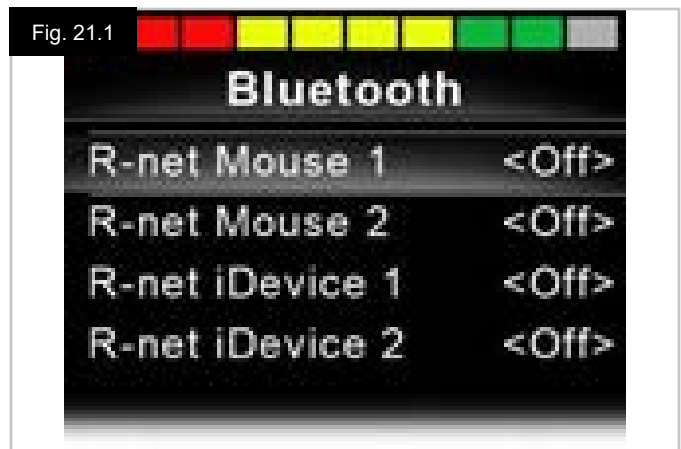 Fig. 21.1
Bluetooth
R-net Mouse 1 <Off>
R-net Mouse 2 <Off>
R-net iDevice 1 <Off>
R-net iDevice 2 <Off>